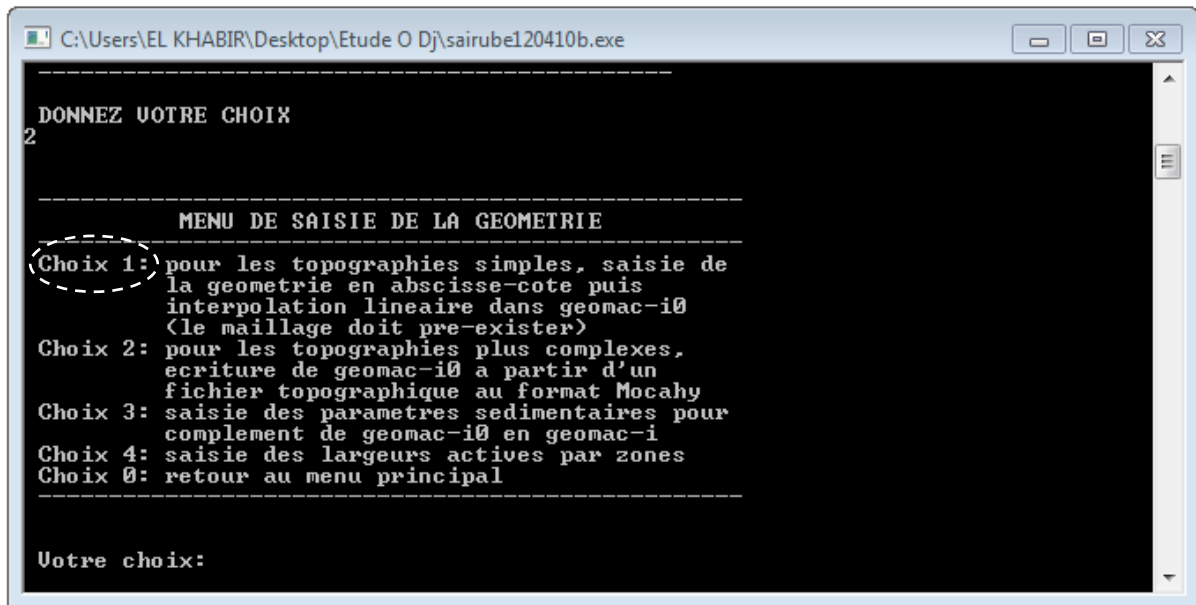 C:\Users\EL KHABIR\Desktop\Etude O Dj\sairube120410b.exe
DONNEZ VOTRE CHOIX
2
MENU DE SAISIE DE LA GEOMETRIE
Choix 1: pour les topographies simples, saisie de
la geometrie en abscisse-cote puis
interpolation lineaire dans geomac-i0
(le maillage doit pre-exister)
Choix 2: pour les topographies plus complexes,
ecriture de geomac-i0 a partir d'un
fichier topographique au format Mocahy
Choix 3: saisie des parametres sedimentaires pour
complement de geomac-i0 en geomac-i
Choix 4: saisie des largeurs actives par zones
Choix 0: retour au menu principal
Votre choix: